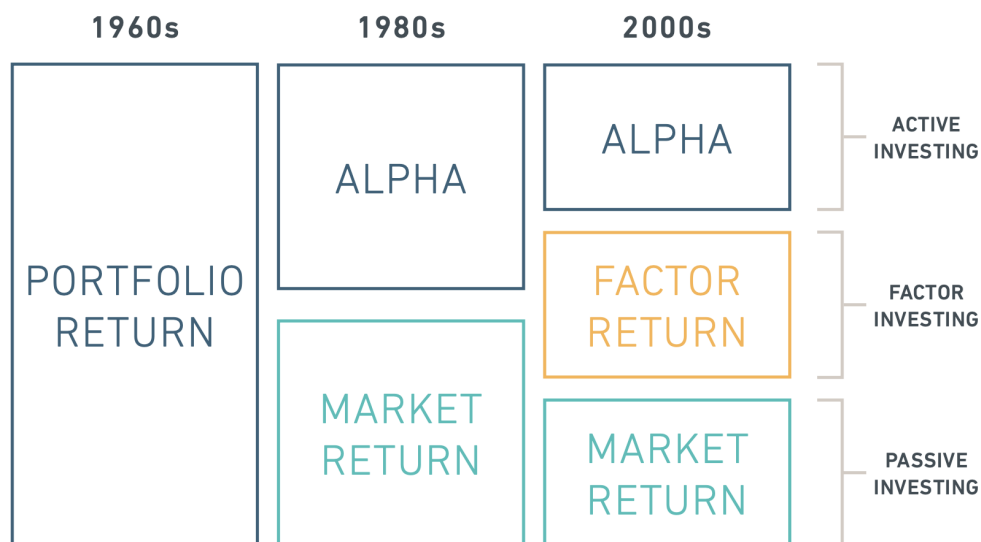 1960s
1980s
2000s
PORTFOLIO
RETURN
ALPHA
MARKET
RETURN
ALPHA
FACTOR
RETURN
MARKET
RETURN
ACTIVE
INVESTING
FACTOR
INVESTING
PASSIVE
INVESTING